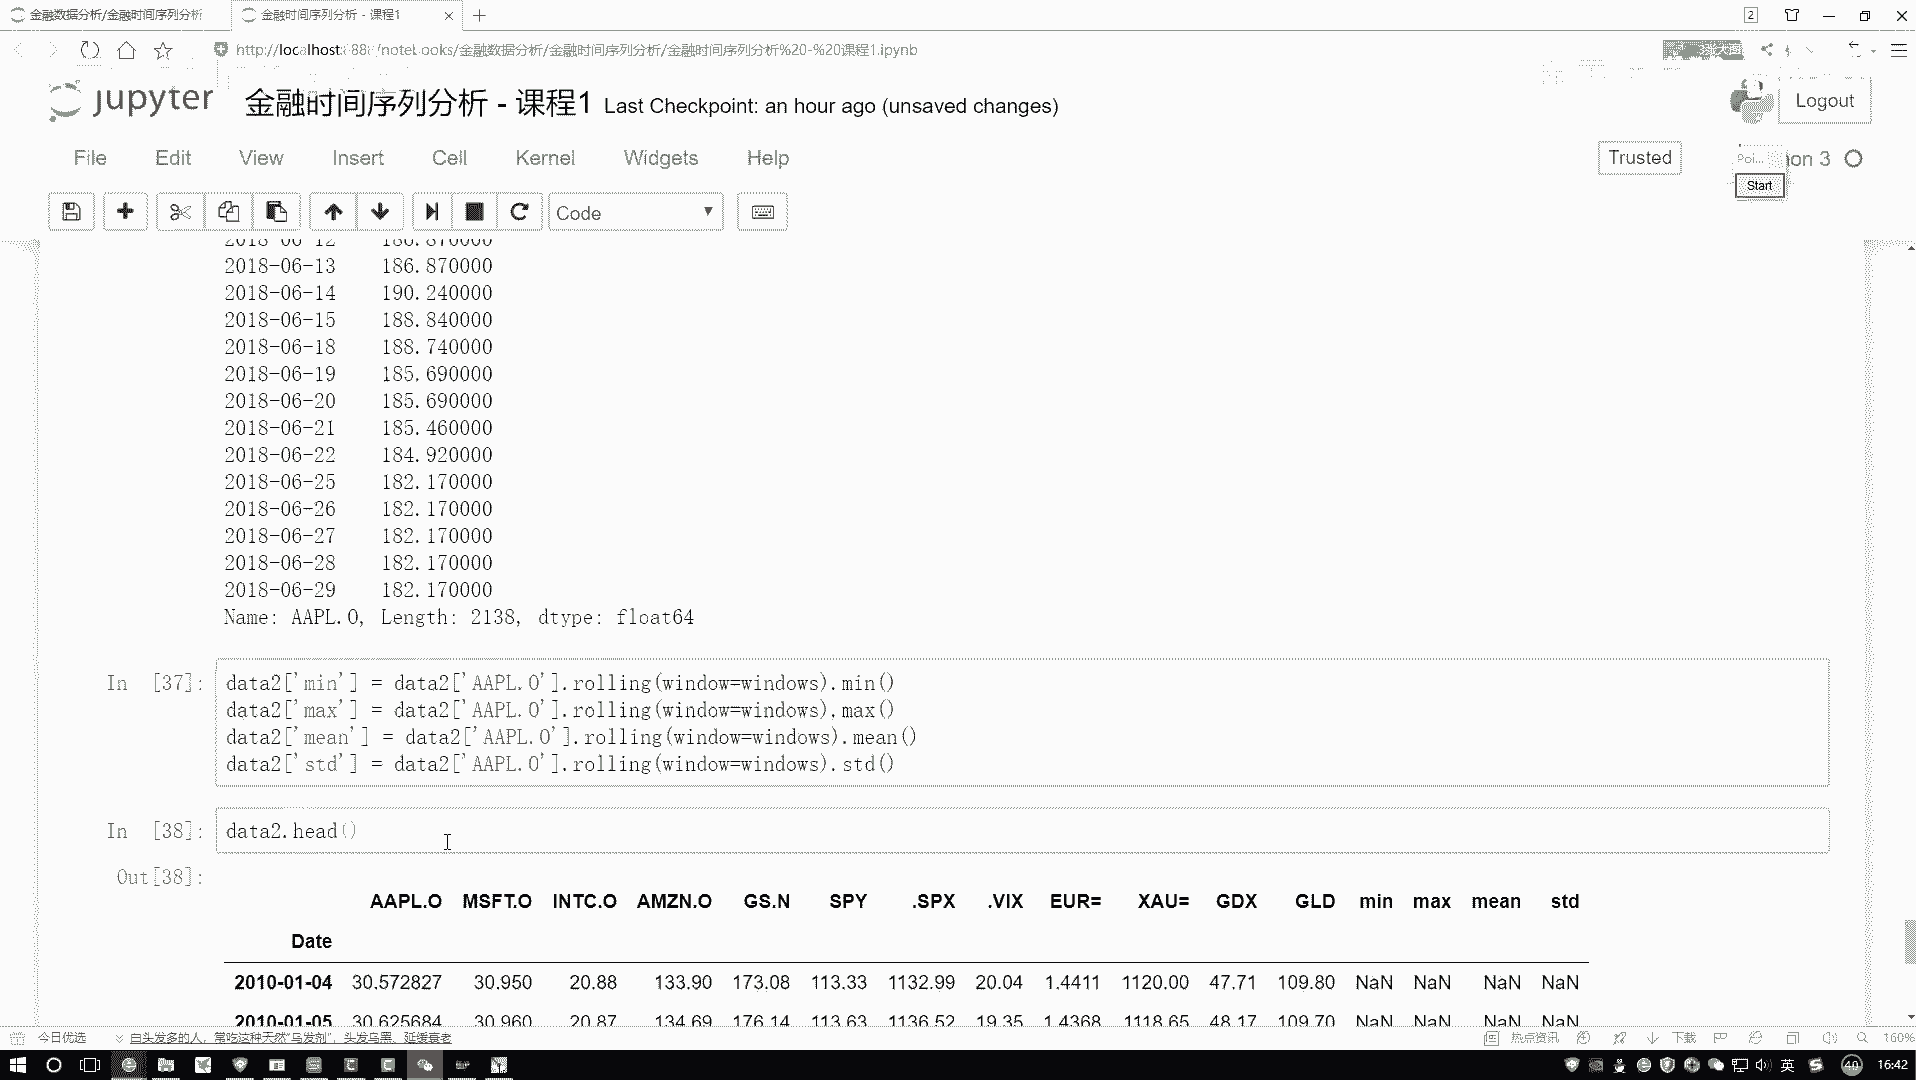 金融数据分析/金融时间序列分析
金融时间序列分析 - 课程1
2
金融数据分析/金融时间序列分析/金融时间序列分析%20-%20课程1.ipynb
jupyter 金融时间序列分析 - 课程1 Last Checkpoint: an hour ago (unsaved changes)
Logout
File Edit View Insert Cell Kernel Widgets Help
Trusted
Start
Code
2018-06-12 186.870000
2018-06-13 186.870000
2018-06-14 190.240000
2018-06-15 188.840000
2018-06-18 188.740000
2018-06-19 185.690000
2018-06-20 185.690000
2018-06-21 185.460000
2018-06-22 184.920000
2018-06-25 182.170000
2018-06-26 182.170000
2018-06-27 182.170000
2018-06-28 182.170000
2018-06-29 182.170000
Name: AAPL.O, Length: 2138, dtype: float64
In [37]: data2['min'] = data2['AAPL.O'].rolling(window=windows).min()
data2['max'] = data2['AAPL.O'].rolling(window=windows).max()
data2['mean'] = data2['AAPL.O'].rolling(window=windows).mean()
data2['std'] = data2['AAPL.O'].rolling(window=windows).std()
In [38]: data2.head()
Out[38]:
AAPL.O MSFT.O INTC.O AMZN.O GS.N SPY .SPX .VIX EUR= XAU= GDX GLD min max mean std
Date
2010-01-04 30.572827 30.950 20.88 133.90 173.08 113.33 1132.99 20.04 1.4411 1120.00 47.71 109.80 NaN NaN NaN NaN
2010-01-05 30.625684 30.960 20.87 134.69 176.14 113.63 1136.52 19.35 1.4368 1118.65 48.17 109.70 NaN NaN NaN NaN
今日优选 白头发多的人，常吃这种天然“乌发剂”，头发乌黑、延缓衰老
热点资讯 下载 160%
英 40 16:42